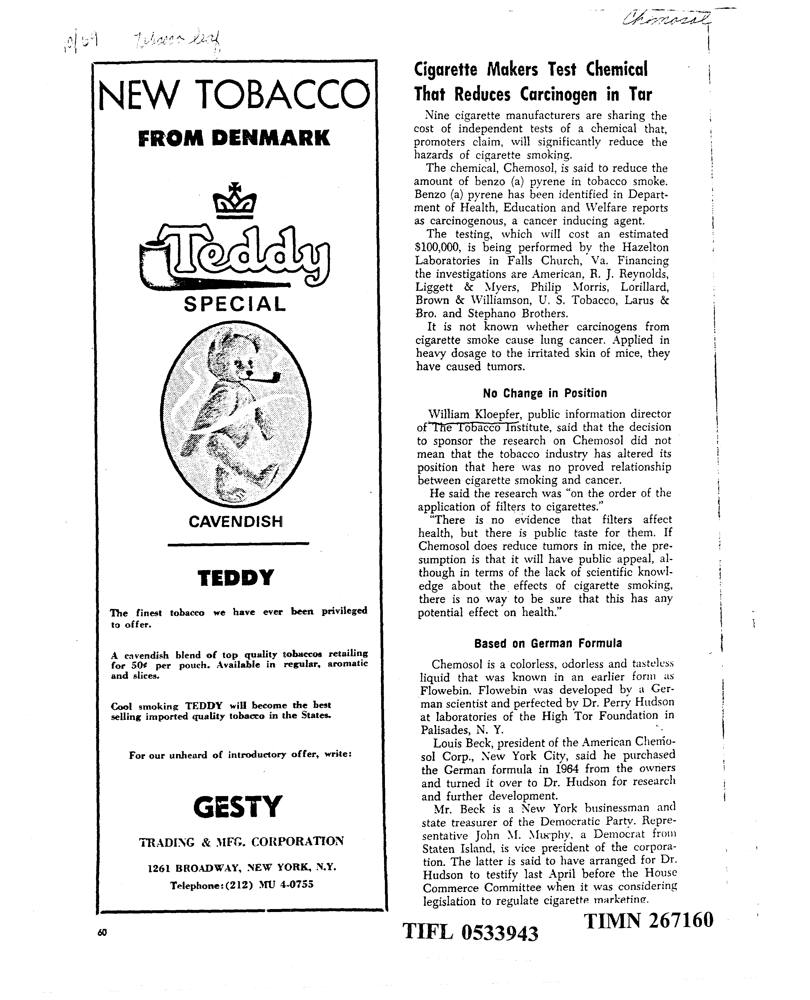 Chemosol
10/69 Tobacco leaf
NEW TOBACCO
FROM DENMARK
Teddy
SPECIAL
CAVENDISH
TEDDY
The finest tobacco we have ever been privileged
to offer.
A cavendish blend of top quality tobaccos retailing
for 50¢ per pouch. Available in regular, aromatic
and slices.
Cool smoking TEDDY will become the best
selling imported quality tobacco in the States.
For our unheard of introductory offer, write:
GESTY
TRADING & MFG. CORPORATION
1261 BROADWAY, NEW YORK, N.Y.
Telephone:(212) MU 4-0755
60
Cigarette Makers Test Chemical
That Reduces Carcinogen in Tar
Nine cigarette manufacturers are sharing the
cost of independent tests of a chemical that,
promoters claim, will significantly reduce the
hazards of cigarette smoking.
The chemical, Chemosol, is said to reduce the
amount of benzo (a) pyrene in tobacco smoke.
Benzo (a) pyrene has been identified in Depart-
ment of Health, Education and Welfare reports
as carcinogenous, a cancer inducing agent.
The testing, which will cost an estimated
$100,000, is being performed by the Hazelton
Laboratories in Falls Church, Va. Financing
the investigations are American, R. J. Reynolds,
Liggett & Myers, Philip Morris, Lorillard,
Brown & Williamson, U. S. Tobacco, Larus &
Bro. and Stephano Brothers.
It is not known whether carcinogens from
cigarette smoke cause lung cancer. Applied in
heavy dosage to the irritated skin of mice, they
have caused tumors.
No Change in Position
William Kloepfer, public information director
of The Tobacco Institute, said that the decision
to sponsor the research on Chemosol did not
mean that the tobacco industry has altered its
position that here was no proved relationship
between cigarette smoking and cancer.
He said the research was "on the order of the
application of filters to cigarettes."
"There is no evidence that filters affect
health, but there is public taste for them. If
Chemosol does reduce tumors in mice, the pre-
sumption is that it will have public appeal, al-
though in terms of the lack of scientific knowl-
edge about the effects of cigarette smoking,
there is no way to be sure that this has any
potential effect on health."
Based on German Formula
Chemosol is a colorless, odorless and tasteless
liquid that was known in an earlier form as
Flowebin. Flowebin was developed by a Ger-
man scientist and perfected by Dr. Perry Hudson
at laboratories of the High Tor Foundation in
Palisades, N. Y.
Louis Beck, president of the American Chemo-
sol Corp., New York City, said he purchased
the German formula in 1964 from the owners
and turned it over to Dr. Hudson for research
and further development.
Mr. Beck is a New York businessman and
state treasurer of the Democratic Party. Repre-
sentative John M. Murphy, a Democrat from
Staten Island, is vice president of the corpora-
tion. The latter is said to have arranged for Dr.
Hudson to testify last April before the House
Commerce Committee when it was considering
legislation to regulate cigarette marketing.
TIFL 0533943
TIMN 267160